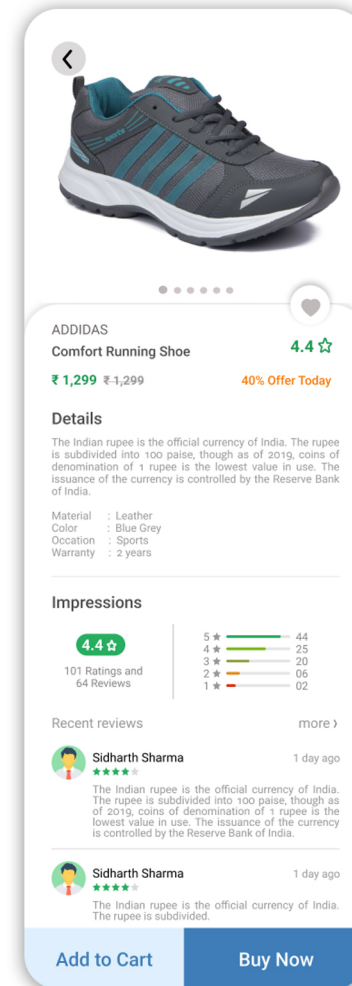 sports
ADDIDAS
Comfort Running Shoe
4.4
₹ 1,299 ₹ 1,299
40% Offer Today
Details
The Indian rupee is the official currency of India. The rupee
is subdivided into 100 paise, though as of 2019, coins of
denomination of 1 rupee is the lowest value in use. The
issuance of the currency is controlled by the Reserve Bank
of India.
Material : Leather
Color : Blue Grey
Occation : Sports
Warranty : 2 years
Impressions
4.4
101 Ratings and
64 Reviews
5 44
4 25
3 20
2 06
1 02
Recent reviews
more
Sidharth Sharma
1 day ago
The Indian rupee is the official currency of India.
The rupee is subdivided into 100 paise, though as
of 2019, coins of denomination of 1 rupee is the
lowest value in use. The issuance of the currency
is controlled by the Reserve Bank of India.
Sidharth Sharma
1 day ago
The Indian rupee is the official currency of India.
The rupee is subdivided.
Add to Cart
Buy Now